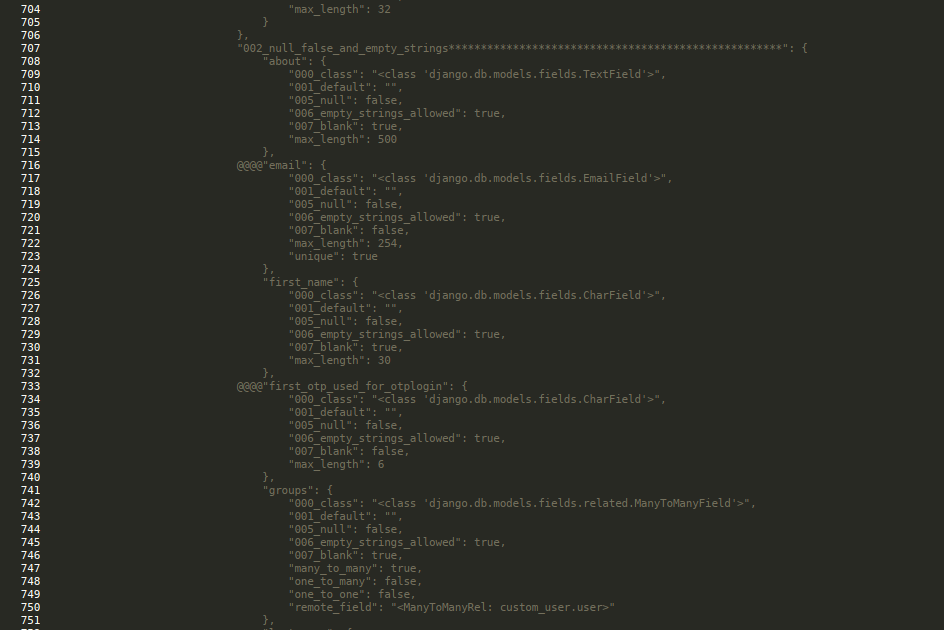 704 "max_length": 32
705 }
706 },
707 "002_null_false_and_empty_strings****************************************************": {
708 "about": {
709 "000_class": "<class 'django.db.models.fields.TextField'>",
710 "001_default": "",
711 "005_null": false,
712 "006_empty_strings_allowed": true,
713 "007_blank": true,
714 "max_length": 500
715 },
716 @@@@"email": {
717 "000_class": "<class 'django.db.models.fields.EmailField'>",
718 "001_default": "",
719 "005_null": false,
720 "006_empty_strings_allowed": true,
721 "007_blank": false,
722 "max_length": 254,
723 "unique": true
724 },
725 "first_name": {
726 "000_class": "<class 'django.db.models.fields.CharField'>",
727 "001_default": "",
728 "005_null": false,
729 "006_empty_strings_allowed": true,
730 "007_blank": true,
731 "max_length": 30
732 },
733 @@@@"first_otp_used_for_otplogin": {
734 "000_class": "<class 'django.db.models.fields.CharField'>",
735 "001_default": "",
736 "005_null": false,
737 "006_empty_strings_allowed": true,
738 "007_blank": false,
739 "max_length": 6
740 },
741 "groups": {
742 "000_class": "<class 'django.db.models.fields.related.ManyToManyField'>",
743 "001_default": "",
744 "005_null": false,
745 "006_empty_strings_allowed": true,
746 "007_blank": true,
747 "many_to_many": true,
748 "one_to_many": false,
749 "one_to_one": false,
750 "remote_field": "<ManyToManyRel: custom_user.user>"
751 },